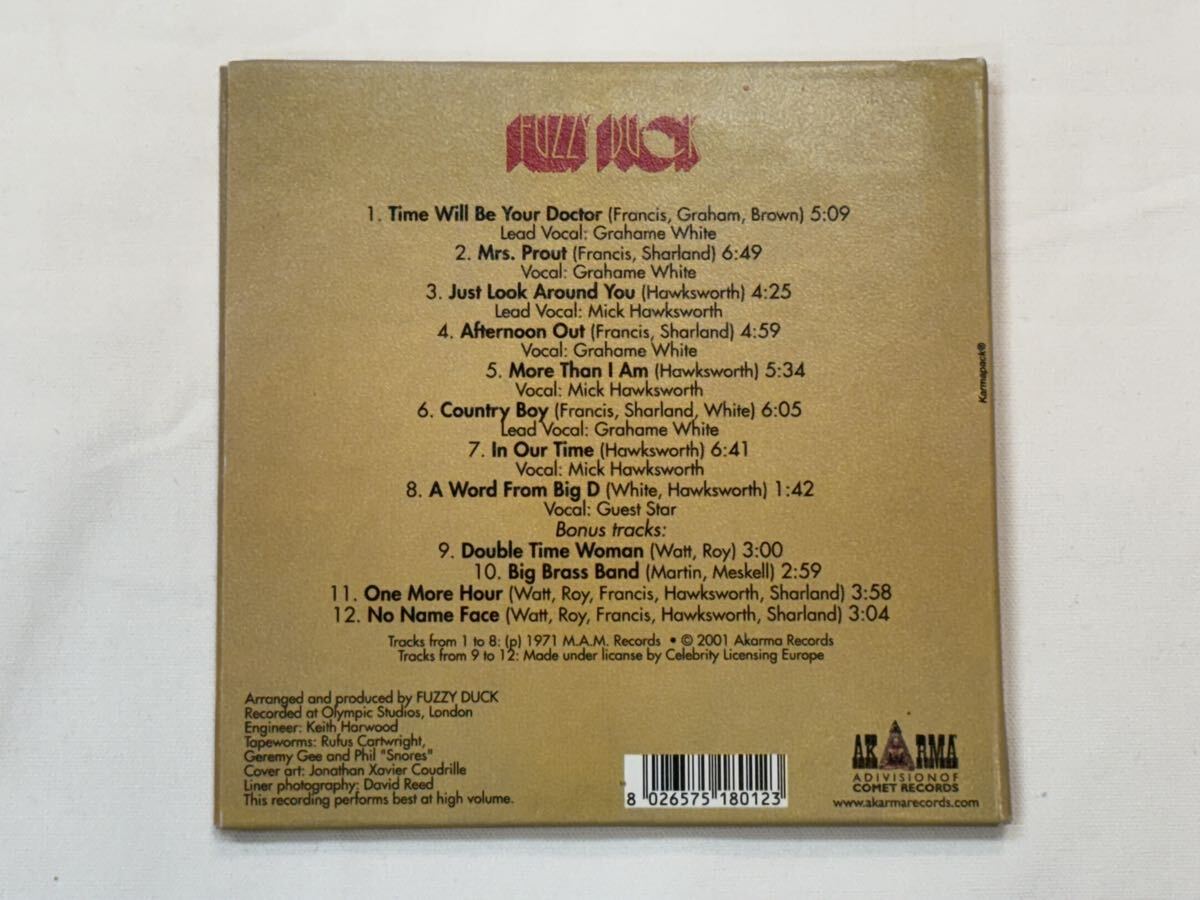 FUZZY DUCK
1. Time Will Be Your Doctor (Francis, Graham, Brown) 5:09
Lead Vocal: Grahame White
2. Mrs. Prout (Francis, Sharland) 6:49
Vocal: Grahame White
3. Just Look Around You (Hawksworth) 4:25
Lead Vocal: Mick Hawksworth
4. Afternoon Out (Francis, Sharland) 4:59
Vocal: Grahame White
5. More Than I Am (Hawksworth) 5:34
Vocal: Mick Hawksworth
6. Country Boy (Francis, Sharland, White) 6:05
Lead Vocal: Grahame White
7. In Our Time (Hawksworth) 6:41
Vocal: Mick Hawksworth
8. A Word From Big D (White, Hawksworth) 1:42
Vocal: Guest Star
Bonus tracks:
9. Double Time Woman (Watt, Roy) 3:00
10. Big Brass Band (Martin, Meskell) 2:59
11. One More Hour (Watt, Roy, Francis, Hawksworth, Sharland) 3:58
12. No Name Face (Watt, Roy, Francis, Hawksworth, Sharland) 3:04
Tracks from 1 to 8: (p) 1971 M.A.M. Records • © 2001 Akarma Records
Tracks from 9 to 12: Made under license by Celebrity Licensing Europe
Karmapack®
Arranged and produced by FUZZY DUCK
Recorded at Olympic Studios, London
Engineer: Keith Harwood
Tapeworms: Rufus Cartwright,
Geremy Gee and Phil "Snores"
Cover art: Jonathan Xavier Coudrille
Liner photography: David Reed
This recording performs best at high volume.
8 026575 180123
AKARMA
A DIVISION OF
COMET RECORDS
www.akarmarecords.com